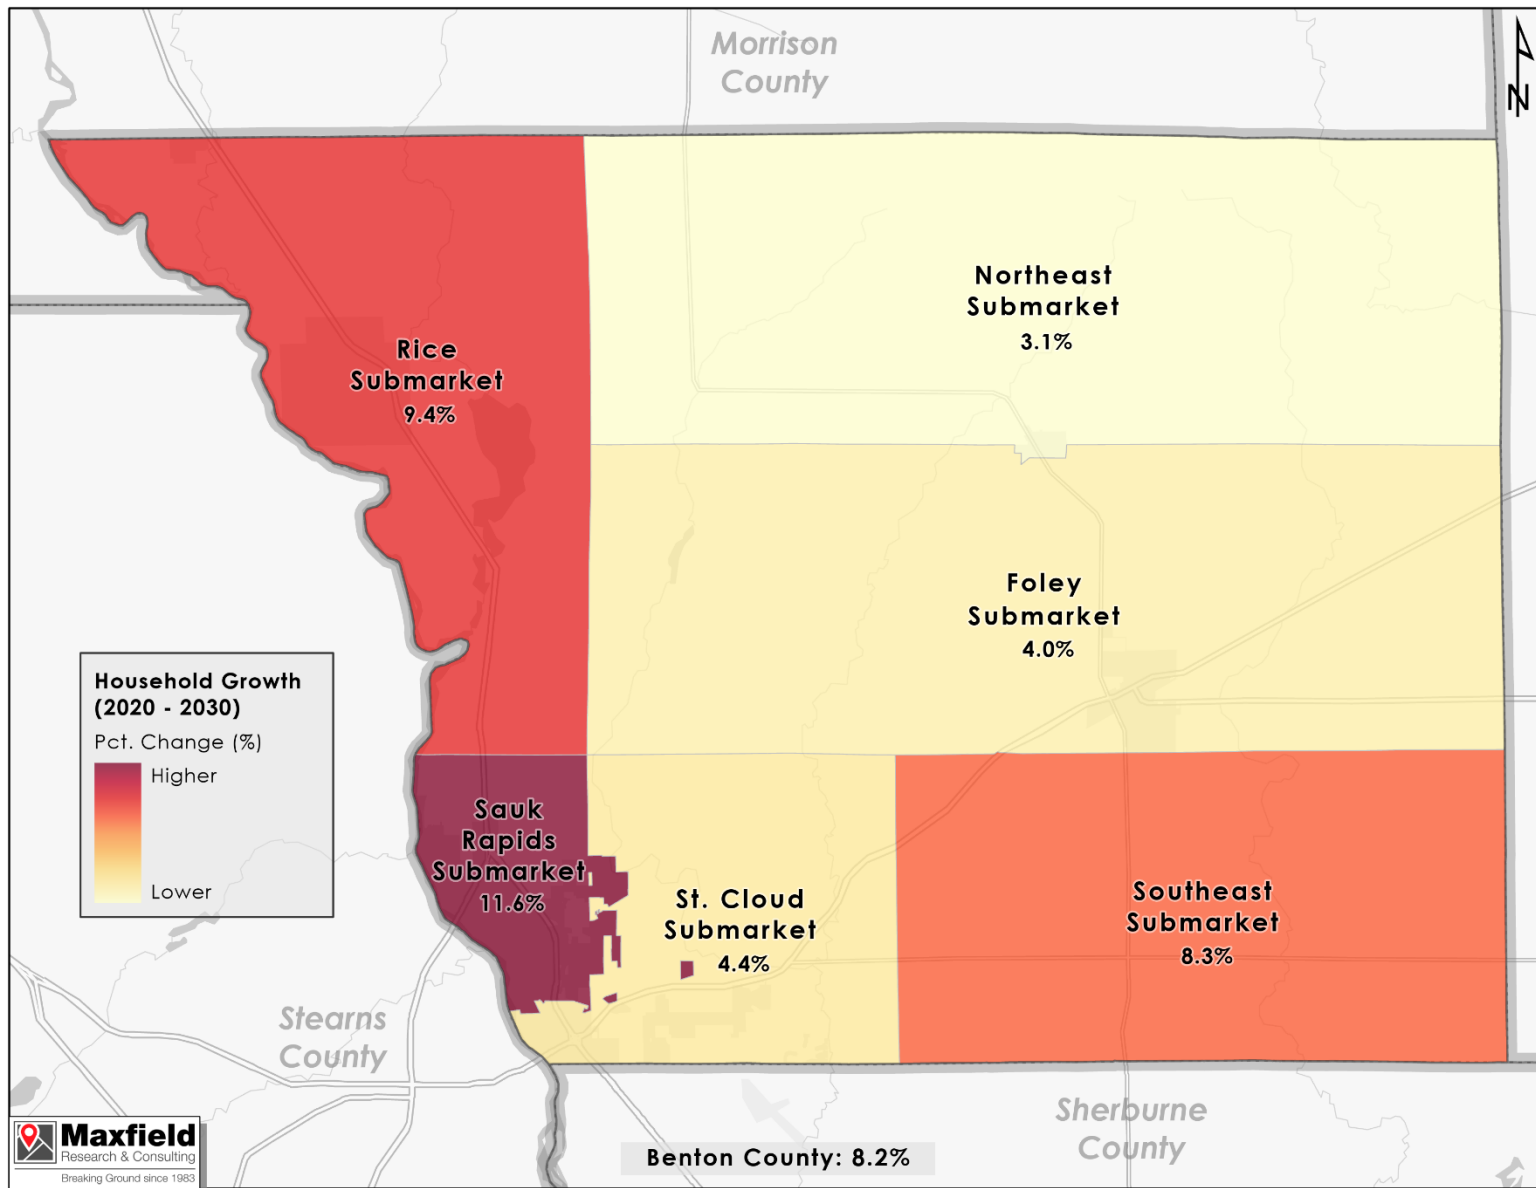 Morrison
County
N
Northeast
Submarket
3.1%
Rice
Submarket
9.4%
Foley
Submarket
4.0%
Household Growth
(2020 - 2030)
Pct. Change (%)
Higher
Lower
Sauk
Rapids
Submarket
11.6%
St. Cloud
Submarket
4.4%
Southeast
Submarket
8.3%
Stearns
County
Sherburne
County
Maxfield
Research & Consulting
Breaking Ground since 1983
Benton County: 8.2%